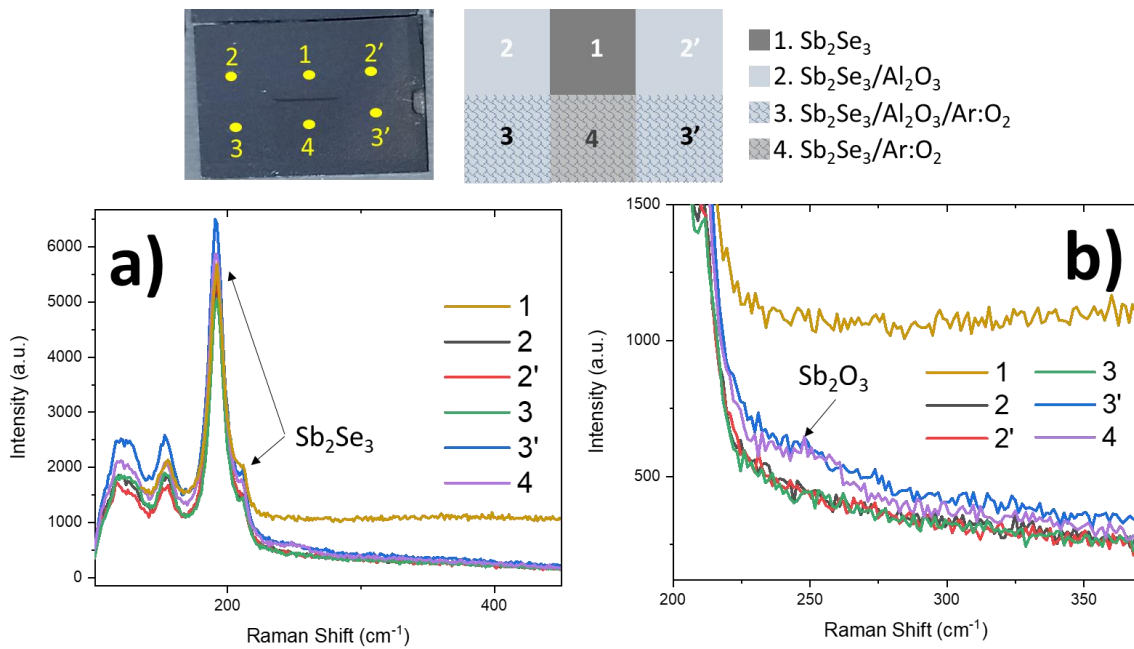 2 1 2' 2 1 2' 1. Sb₂Se₃
2. Sb₂Se₃/Al₂O₃
3 4 3' 3 4 3' 3. Sb₂Se₃/Al₂O₃/Ar:O₂
4. Sb₂Se₃/Ar:O₂
a)
Intensity (a.u.)
6000
5000
4000
3000
2000
1000
0
1
2
2'
3
3'
4
Sb₂Se₃
200 400
Raman Shift (cm⁻¹)
b)
Intensity (a.u.)
1500
1000
500
Sb₂O₃
1 3
2 3'
2' 4
200 225 250 275 300 325 350
Raman Shift (cm⁻¹)